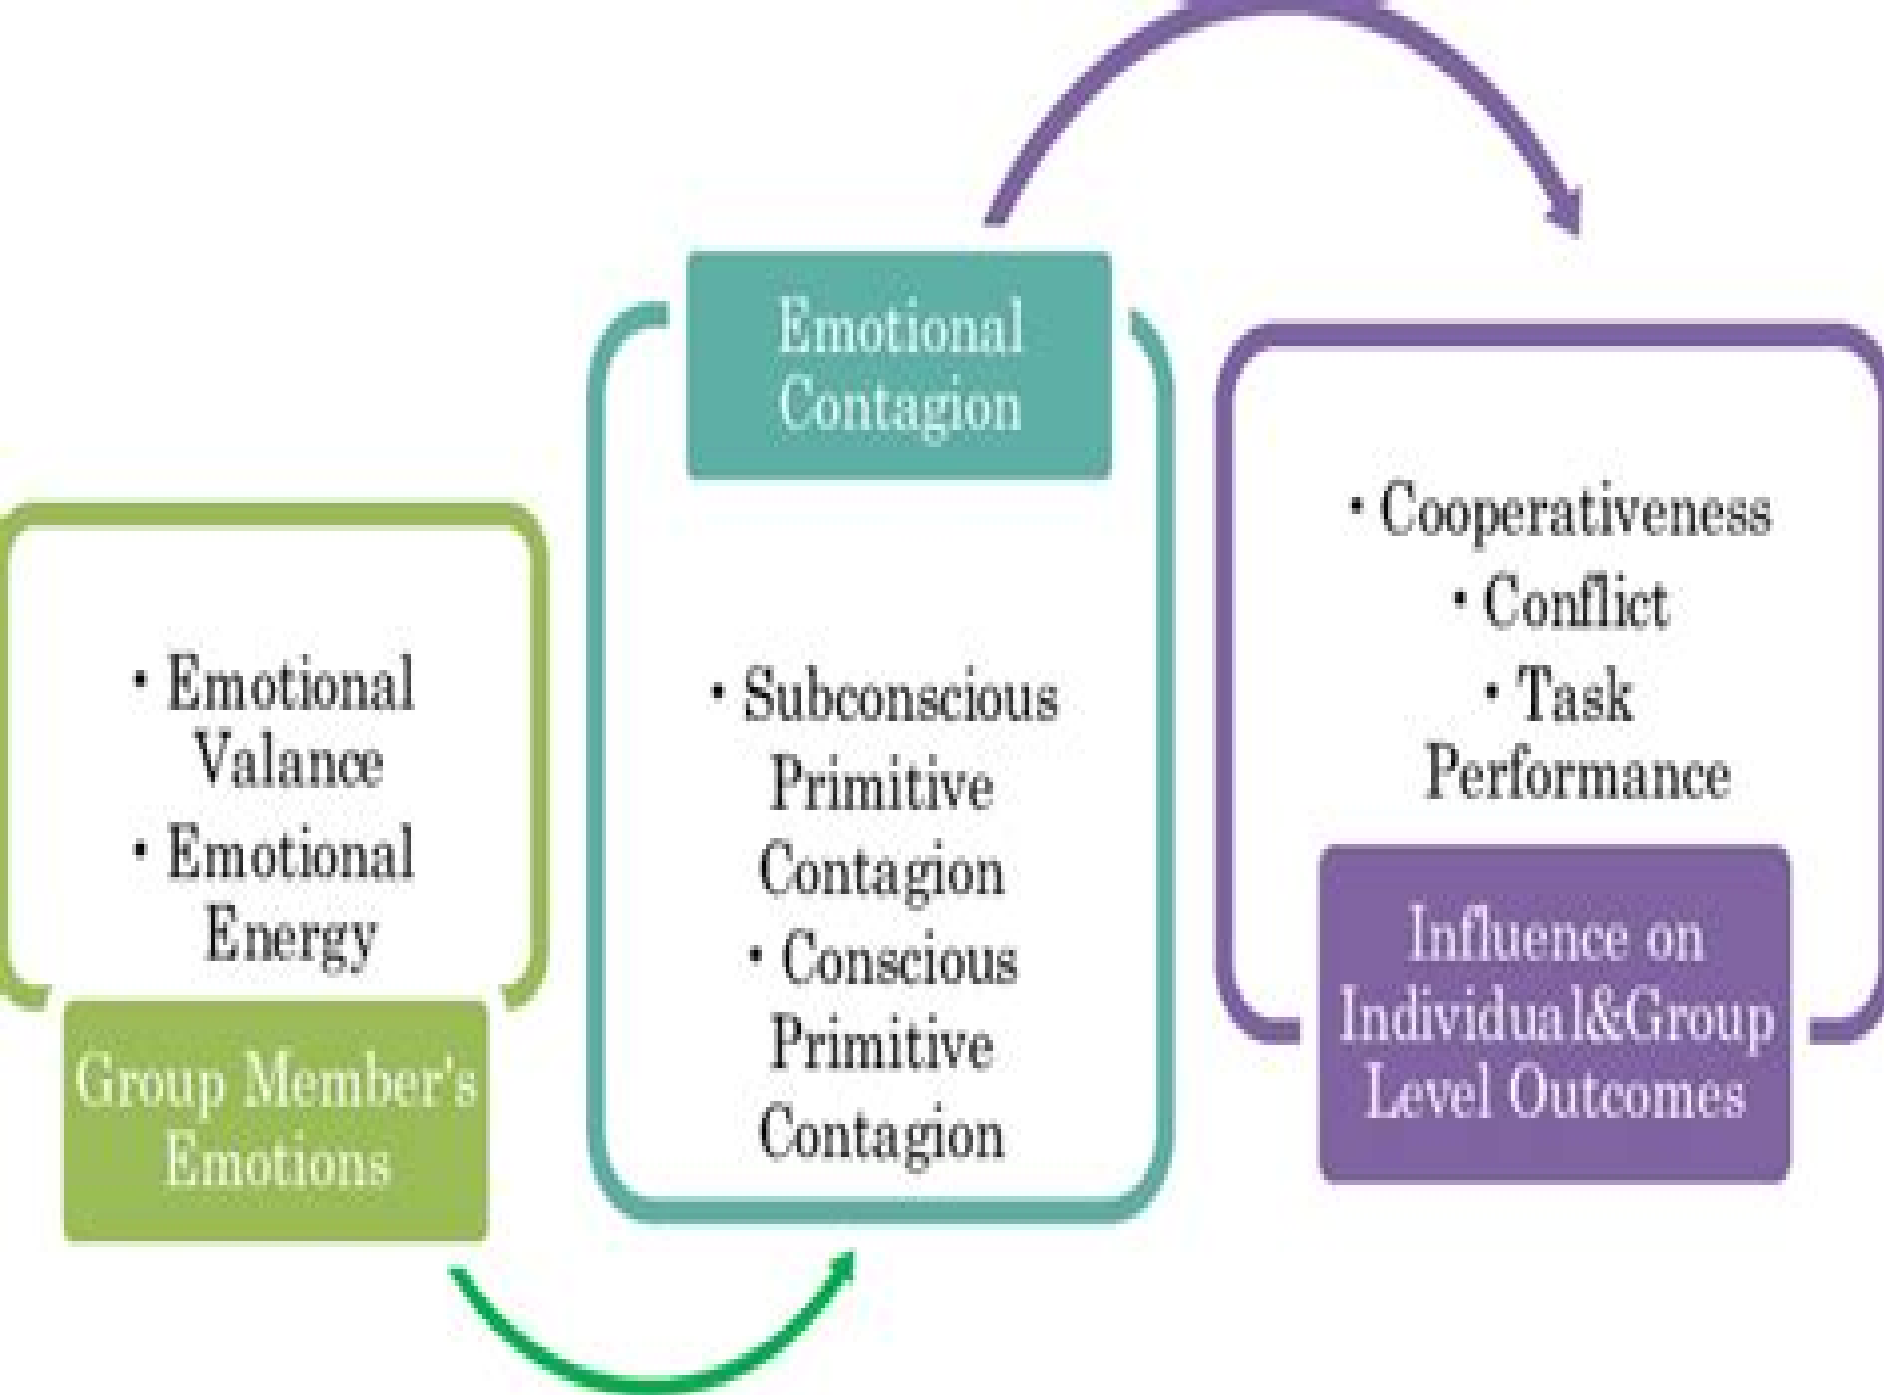 • Emotional
Valance
• Emotional
Energy
Group Member's
Emotions
Emotional
Contagion
• Subconscious
Primitive
Contagion
• Conscious
Primitive
Contagion
• Cooperativeness
• Conflict
• Task
Performance
Influence on
Individual&Group
Level Outcomes